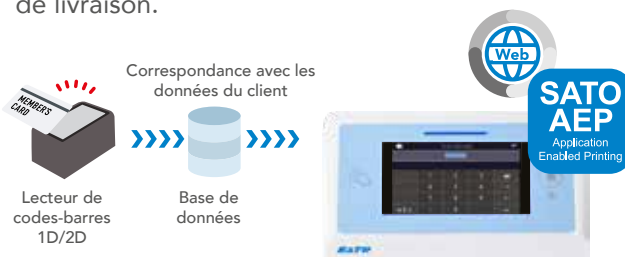 de livraison.
Correspondance avec les
données du client
MEMBER'S
CARD
Lecteur de
codes-barres
1D/2D
Base de
données
Web
SATO
AEP
Application
Enabled Printing
SATO